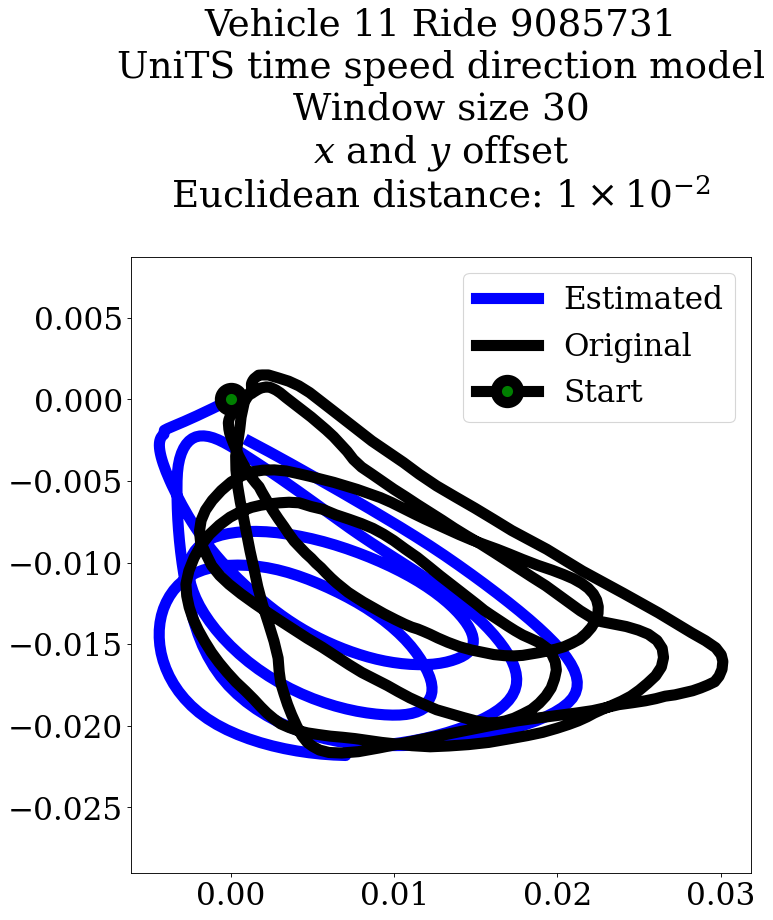 Vehicle 11 Ride 9085731
UniTS time speed direction model
Window size 30
x and y offset
Euclidean distance: 1 × 10⁻²
Estimated
Original
Start
0.005
0.000
−0.005
−0.010
−0.015
−0.020
−0.025
0.00
0.01
0.02
0.03